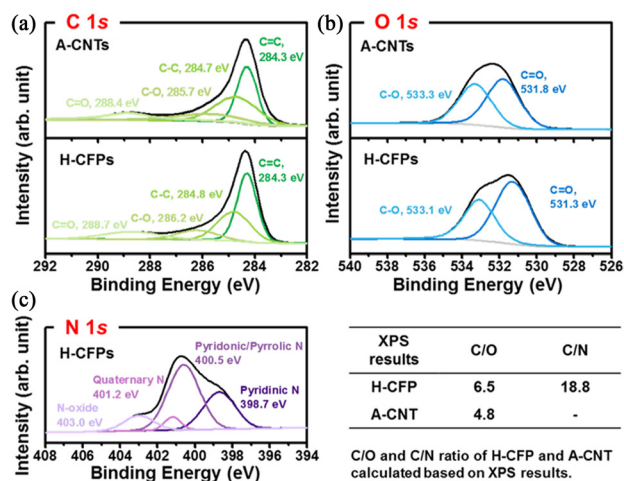 (a)
C 1s
A-CNTs
C=C,
284.3 eV
C-C, 284.7 eV
C-O, 285.7 eV
C=O, 288.4 eV
H-CFPs
C=C,
284.3 eV
C-C, 284.8 eV
C-O, 286.2 eV
C=O, 288.7 eV
Intensity (arb. unit)
292 290 288 286 284 282
Binding Energy (eV)
(b)
O 1s
A-CNTs
C-O, 533.3 eV
C=O,
531.8 eV
H-CFPs
C-O, 533.1 eV
C=O,
531.3 eV
Intensity (arb. unit)
540 538 536 534 532 530 528 526
Binding Energy (eV)
(c)
N 1s
H-CFPs
Pyridonic/Pyrrolic N
400.5 eV
Quaternary N
401.2 eV
Pyridinic N
398.7 eV
N-oxide
403.0 eV
Intensity (arb. unit)
408 406 404 402 400 398 396 394
Binding Energy (eV)
XPS
results C/O C/N
H-CFP 6.5 18.8
A-CNT 4.8 -
C/O and C/N ratio of H-CFP and A-CNT
calculated based on XPS results.